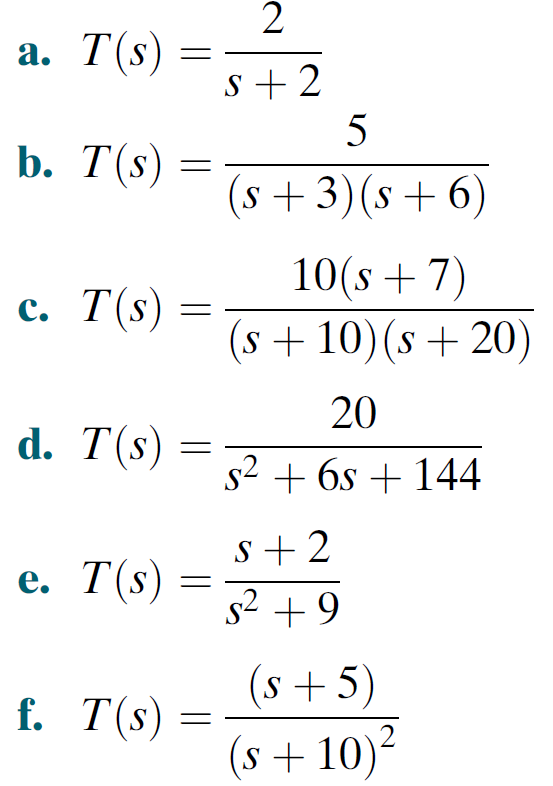 a. T(s) = 2/(s + 2)
b. T(s) = 5/((s + 3)(s + 6))
c. T(s) = 10(s + 7)/((s + 10)(s + 20))
d. T(s) = 20/(s² + 6s + 144)
e. T(s) = (s + 2)/(s² + 9)
f. T(s) = (s + 5)/(s + 10)²